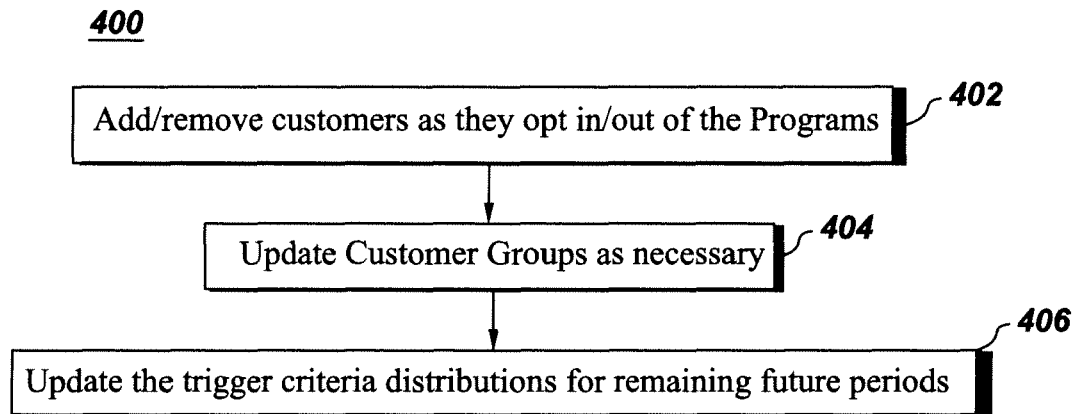 400
Add/remove customers as they opt in/out of the Programs
402
Update Customer Groups as necessary
404
406
Update the trigger criteria distributions for remaining future periods